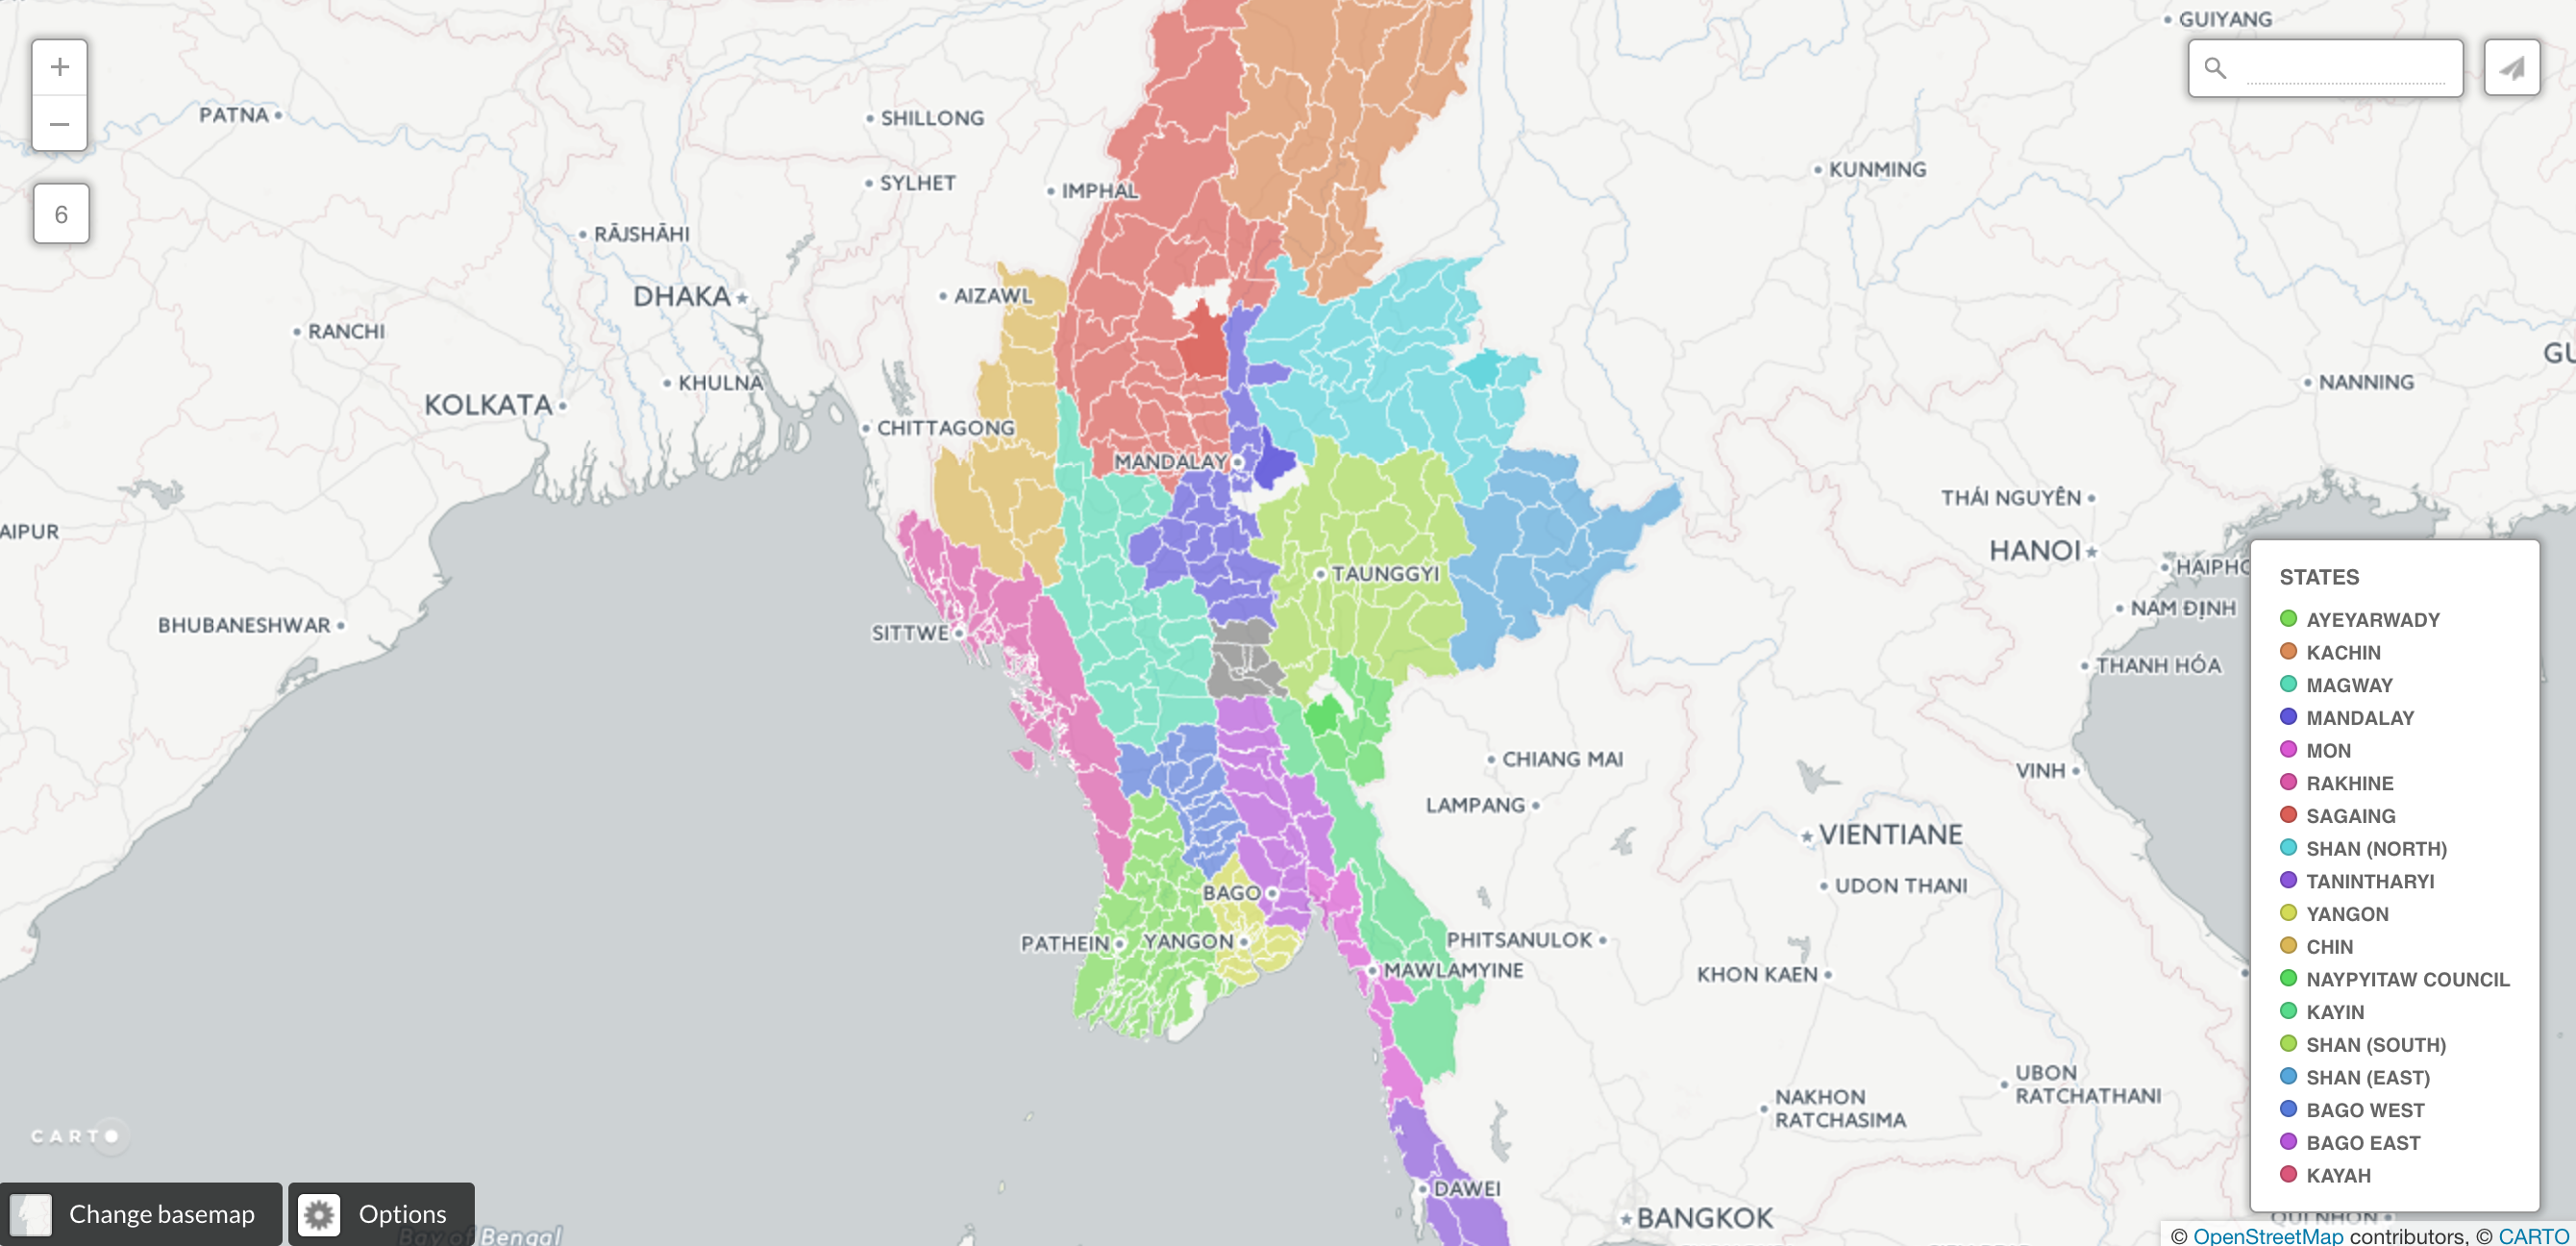 +
−
6
GUIYANG
PATNA
SHILLONG
KUNMING
SYLHET
IMPHAL
RĀJSHĀHI
DHAKA
AIZAWL
RANCHI
GU
KHULNA
NANNING
KOLKATA
CHITTAGONG
MANDALAY
THÁI NGUYÊN
AIPUR
HANOI
HAIPHO
TAUNGGYI
NAM ĐỊNH
BHUBANESHWAR
SITTWE
THANH HÓA
CHIANG MAI
VINH
LAMPANG
VIENTIANE
UDON THANI
BAGO
PATHEIN
YANGON
PHITSANULOK
MAWLAMYINE
KHON KAEN
UBON
RATCHATHANI
NAKHON
RATCHASIMA
DAWEI
BANGKOK
QUI NHON
Bay of Bengal
STATES
AYEYARWADY
KACHIN
MAGWAY
MANDALAY
MON
RAKHINE
SAGAING
SHAN (NORTH)
TANINTHARYI
YANGON
CHIN
NAYPYITAW COUNCIL
KAYIN
SHAN (SOUTH)
SHAN (EAST)
BAGO WEST
BAGO EAST
KAYAH
CARTO
Change basemap
Options
© OpenStreetMap contributors, © CARTO